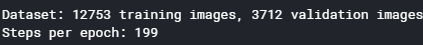 Dataset: 12753 training images, 3712 validation images
Steps per epoch: 199